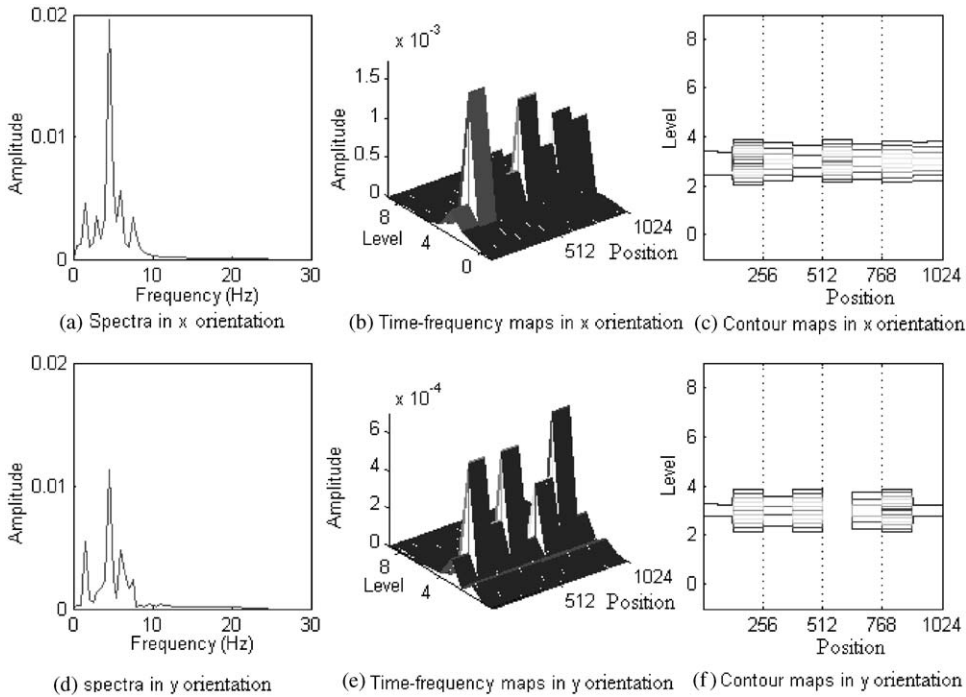 0.02
0.01
0
Amplitude
0 10 20 30
Frequency (Hz)
(a) Spectra in x orientation
x 10-3
1.5
1
0.5
0
Amplitude
8
4
0
Level
512
1024
Position
(b) Time-frequency maps in x orientation
8
6
4
2
0
Level
256 512 768 1024
Position
(c) Contour maps in x orientation
0.02
0.01
0
Amplitude
0 10 20 30
Frequency (Hz)
(d) spectra in y orientation
x 10-4
6
4
2
0
Amplitude
8
4
Level
512
1024
Position
(e) Time-frequency maps in y orientation
8
6
4
2
0
Level
256 512 768 1024
Position
(f) Contour maps in y orientation